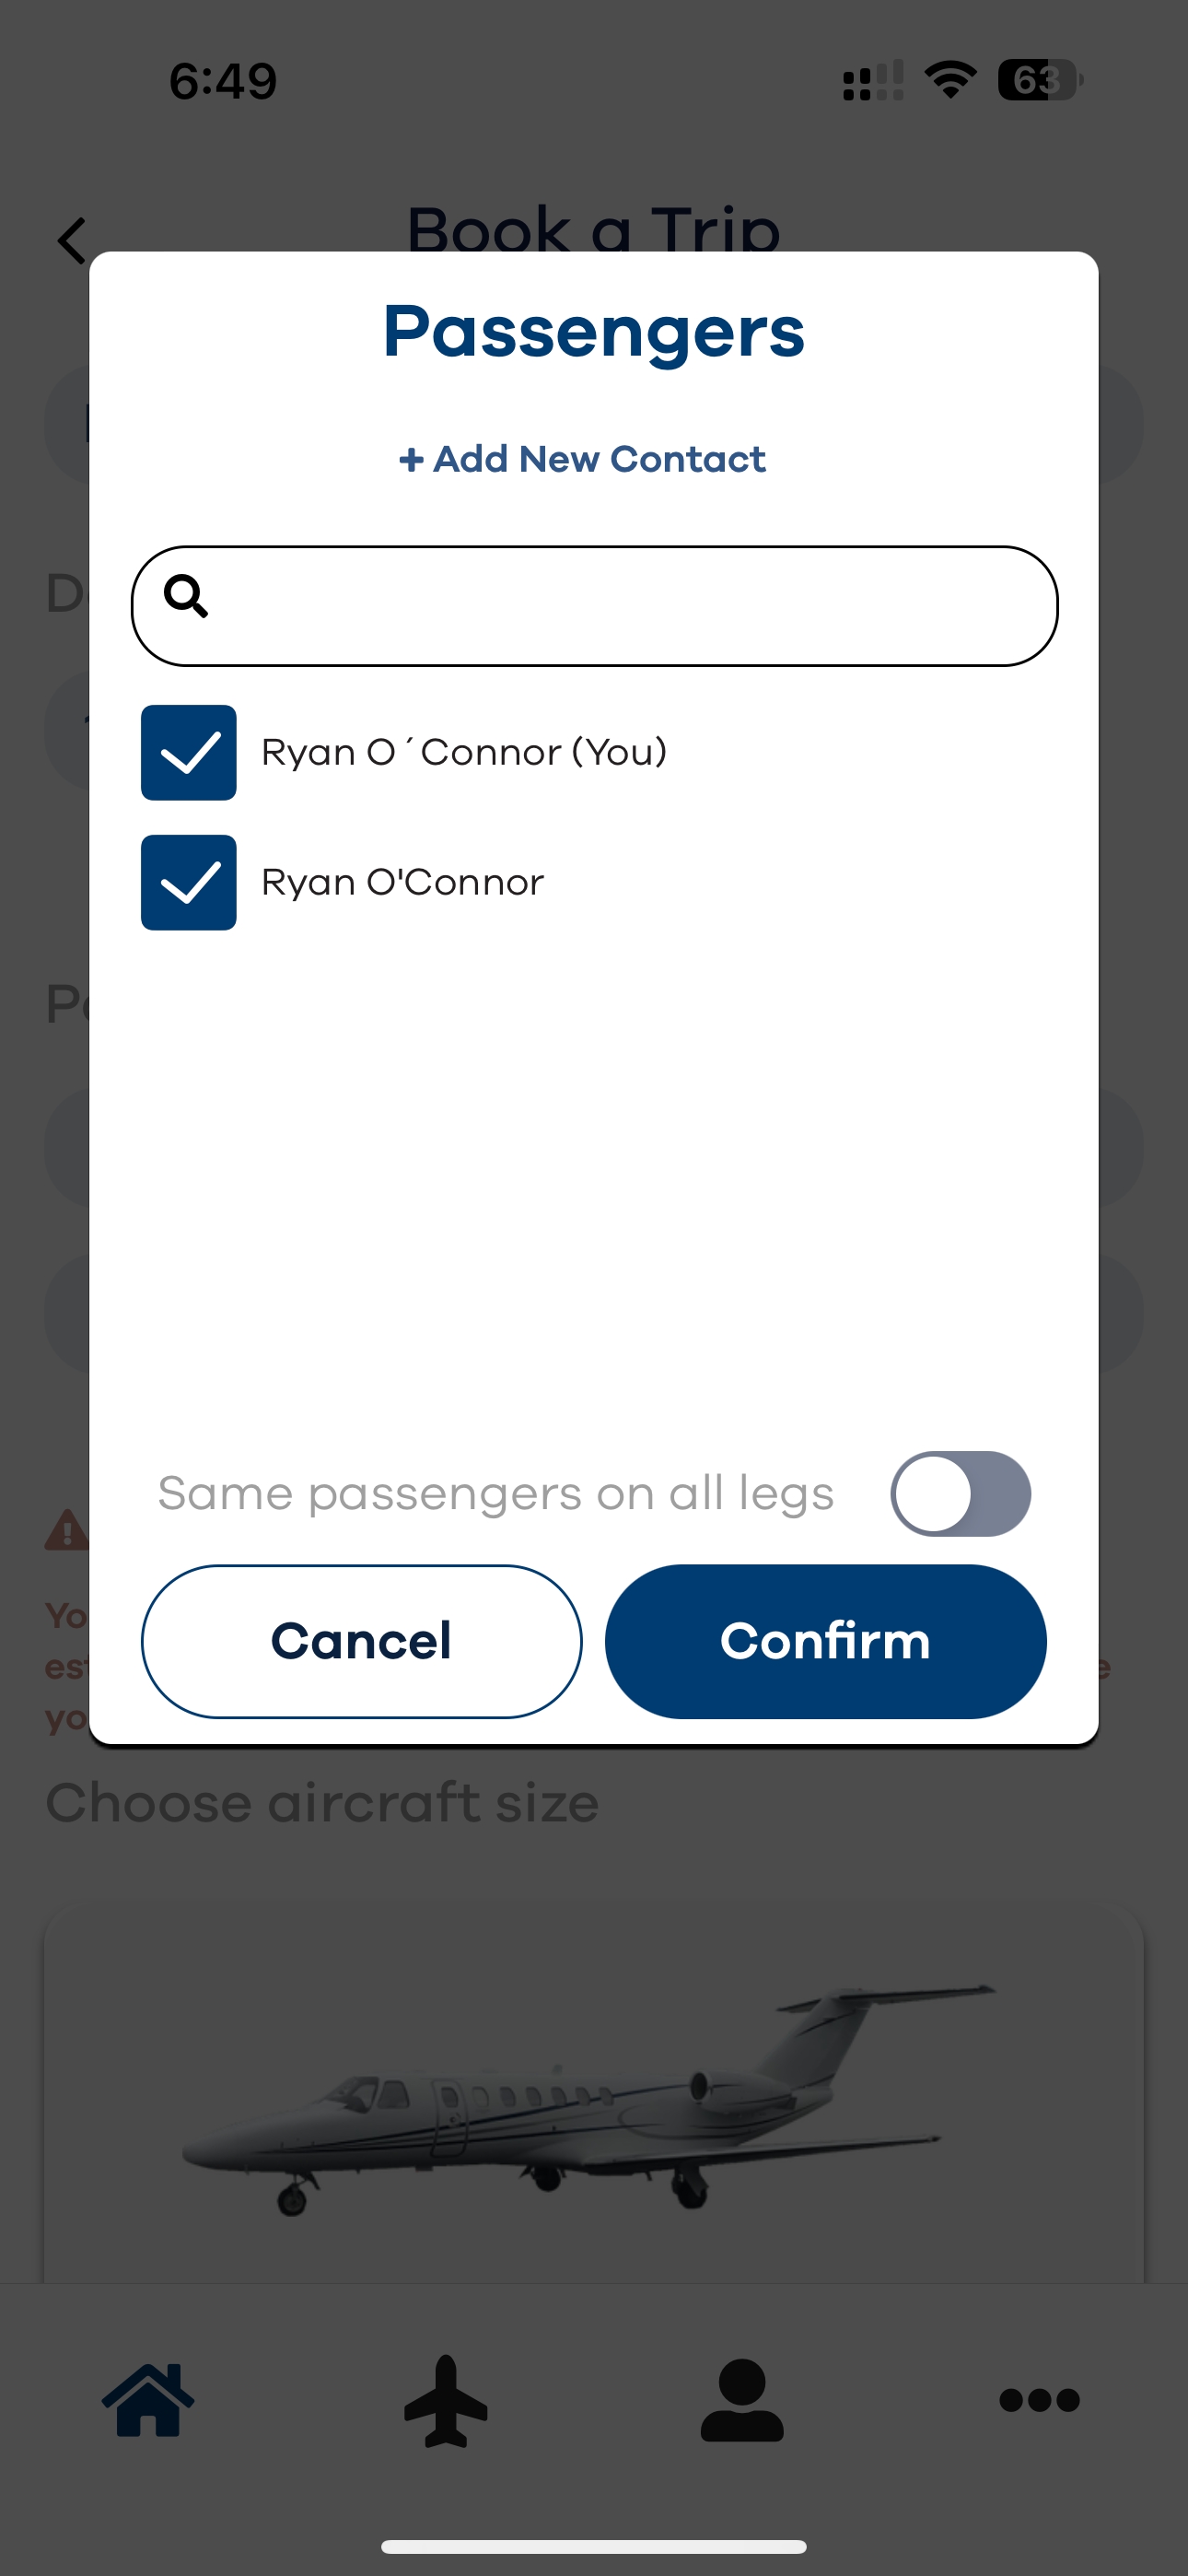 6:49
63
Book a Trip
Passengers
+ Add New Contact
Ryan O ´ Connor (You)
Ryan O'Connor
Same passengers on all legs
Cancel
Confirm
Choose aircraft size